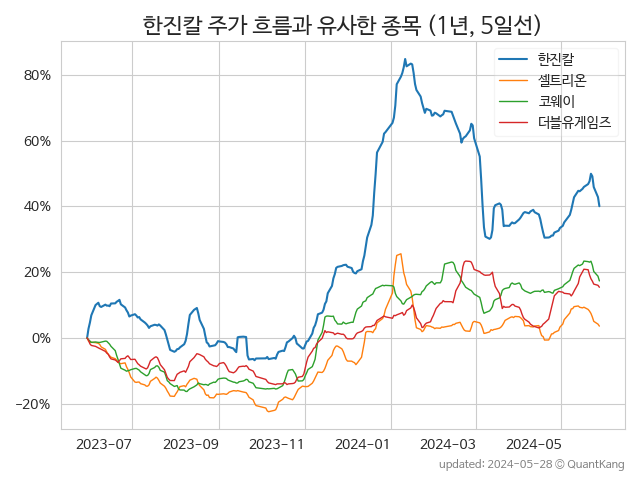 한진칼 주가 흐름과 유사한 종목 (1년, 5일선)
한진칼
셀트리온
코웨이
더블유게임즈
80%
60%
40%
20%
0%
−20%
2023-07 2023-09 2023-11 2024-01 2024-03 2024-05
updated: 2024-05-28 © QuantKang